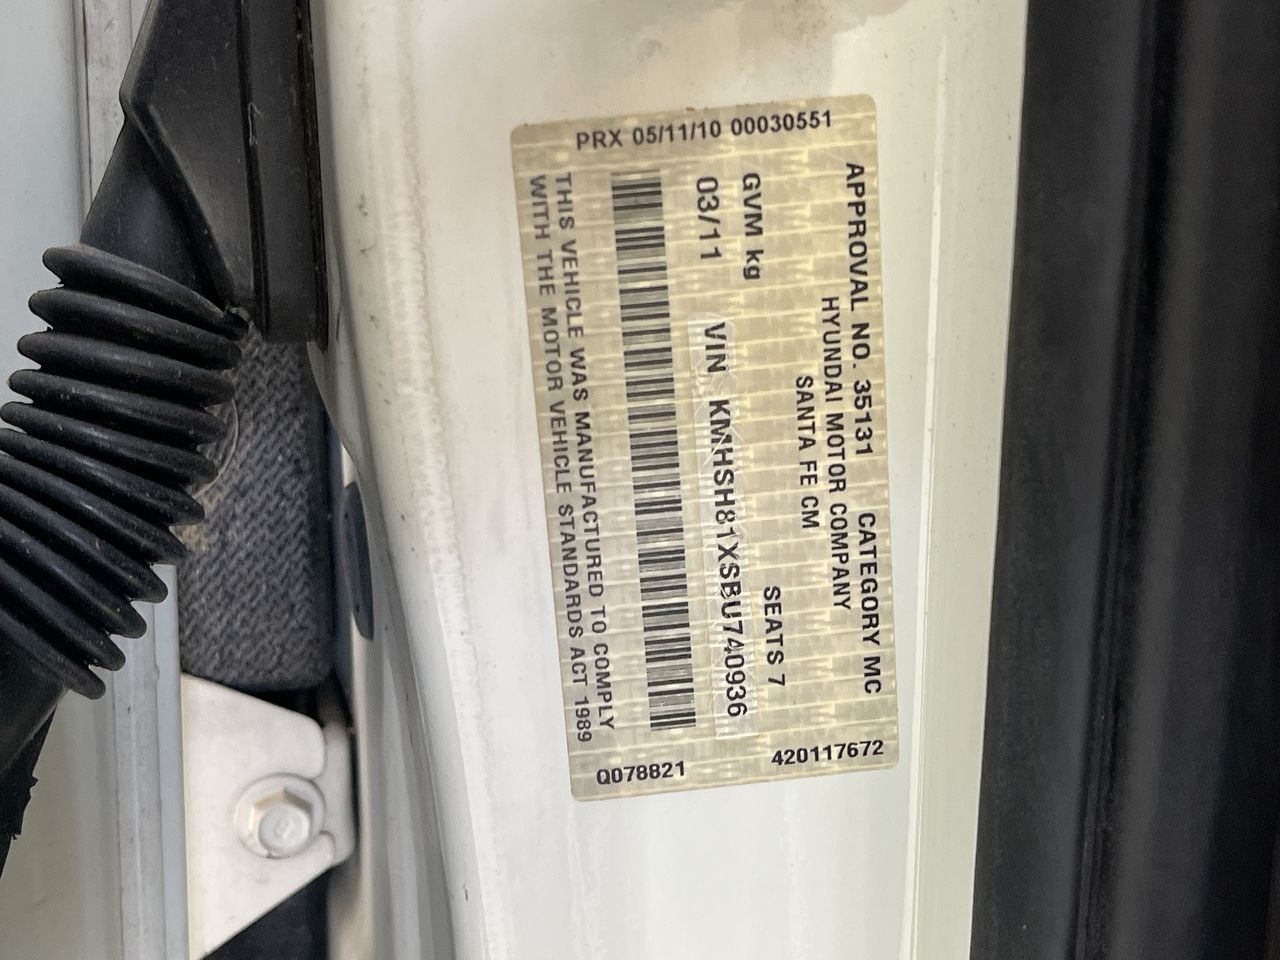 APPROVAL NO. 35131 CATEGORY MC
HYUNDAI MOTOR COMPANY
SANTA FE CM
GVM kg SEATS 7
03/11 VIN KMHSH81XSBU740936
THIS VEHICLE WAS MANUFACTURED TO COMPLY
WITH THE MOTOR VEHICLE STANDARDS ACT 1989
PRX 05/11/10 00030551
420117672
Q078821